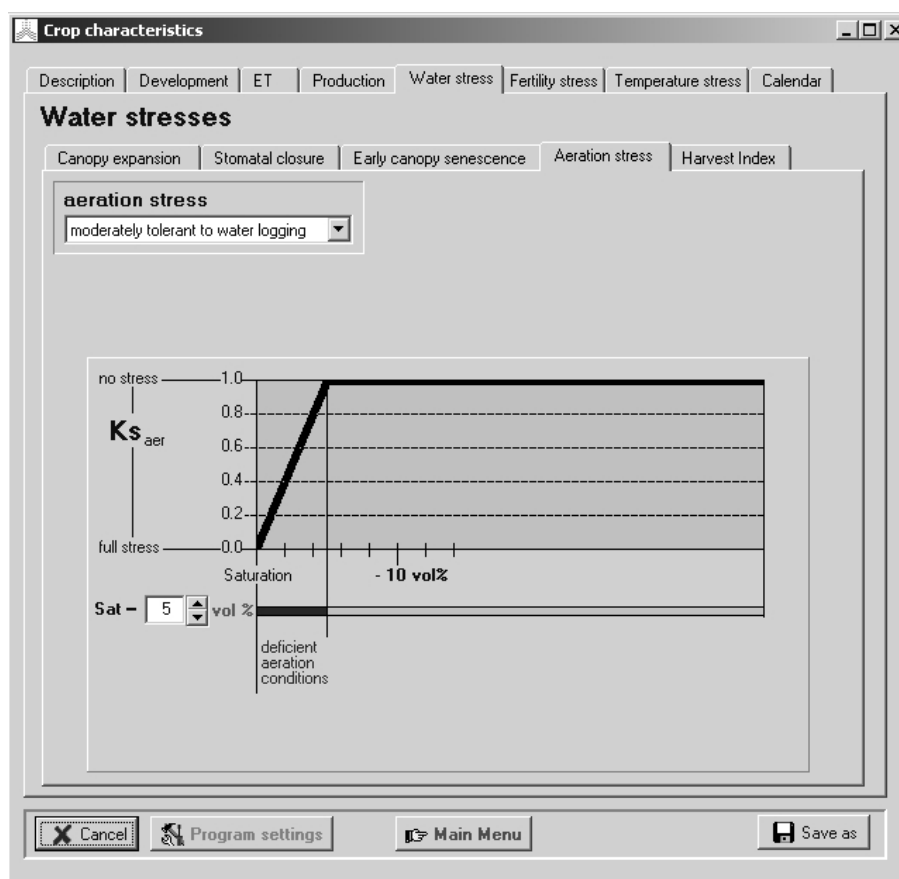 Crop characteristics
Description Development ET Production Water stress Fertility stress Temperature stress Calendar
Water stresses
Canopy expansion Stomatal closure Early canopy senescence Aeration stress Harvest Index
aeration stress
moderately tolerant to water logging
no stress 1.0
0.8
Ks aer
0.6
0.4
0.2
full stress 0.0
Saturation - 10 vol%
Sat - 5 vol %
deficient
aeration
conditions
Cancel Program settings Main Menu Save as